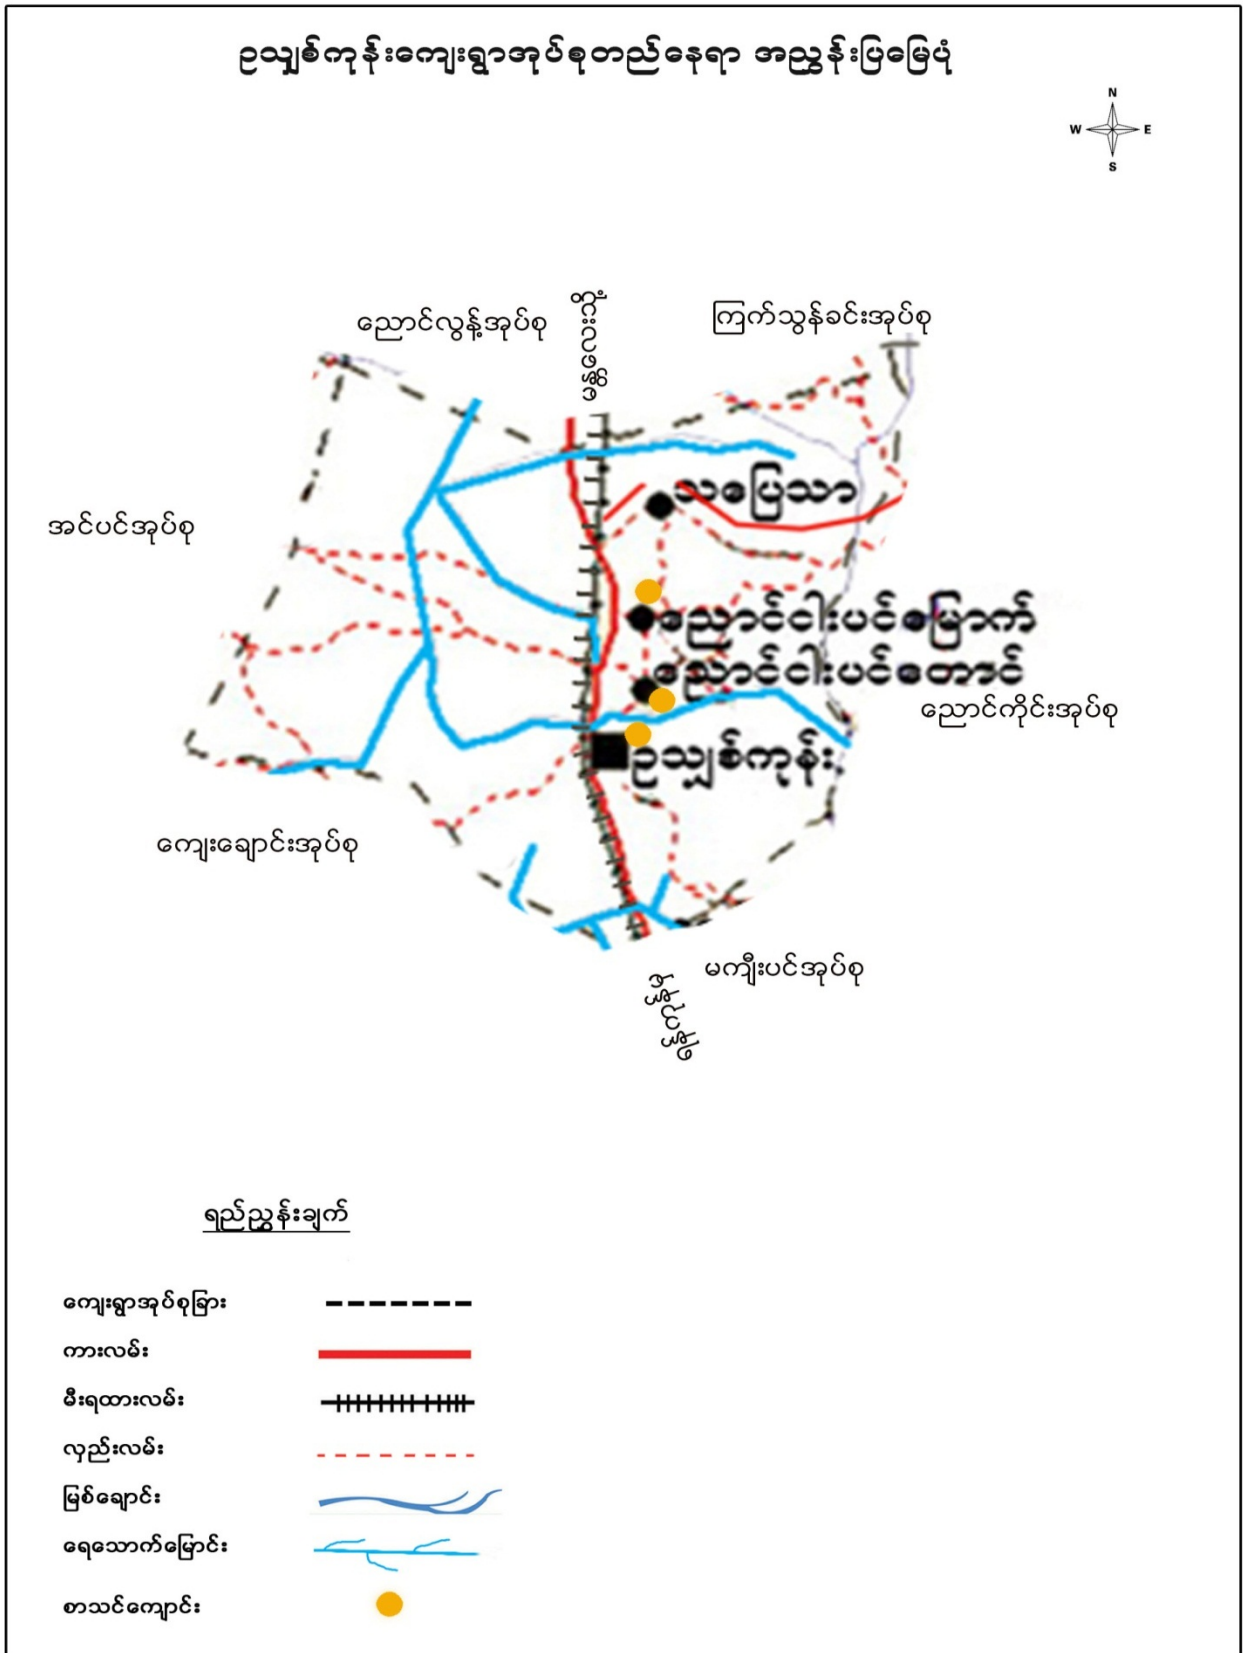 ဥသျှစ်ကုန်းကျေးရွာအုပ်စုတည်နေရာ အညွှန်းပြမြေပုံ
N
W E
S
ညောင်လွန့်အုပ်စု
ကြက်သွန်ခင်းအုပ်စု
သပြေသာ
အင်ပင်အုပ်စု
ညောင်ငါးပင်မြောက်
ညောင်ငါးပင်တောင်
ညောင်ကိုင်းအုပ်စု
ဥသျှစ်ကုန်း
ကျေးချောင်းအုပ်စု
မကျီးပင်အုပ်စု
ရည်ညွှန်းချက်
ကျေးရွာအုပ်စုခြား
ကားလမ်း
မီးရထားလမ်း
လှည်းလမ်း
မြစ်ချောင်း
ရေသောက်မြောင်း
စာသင်ကျောင်း